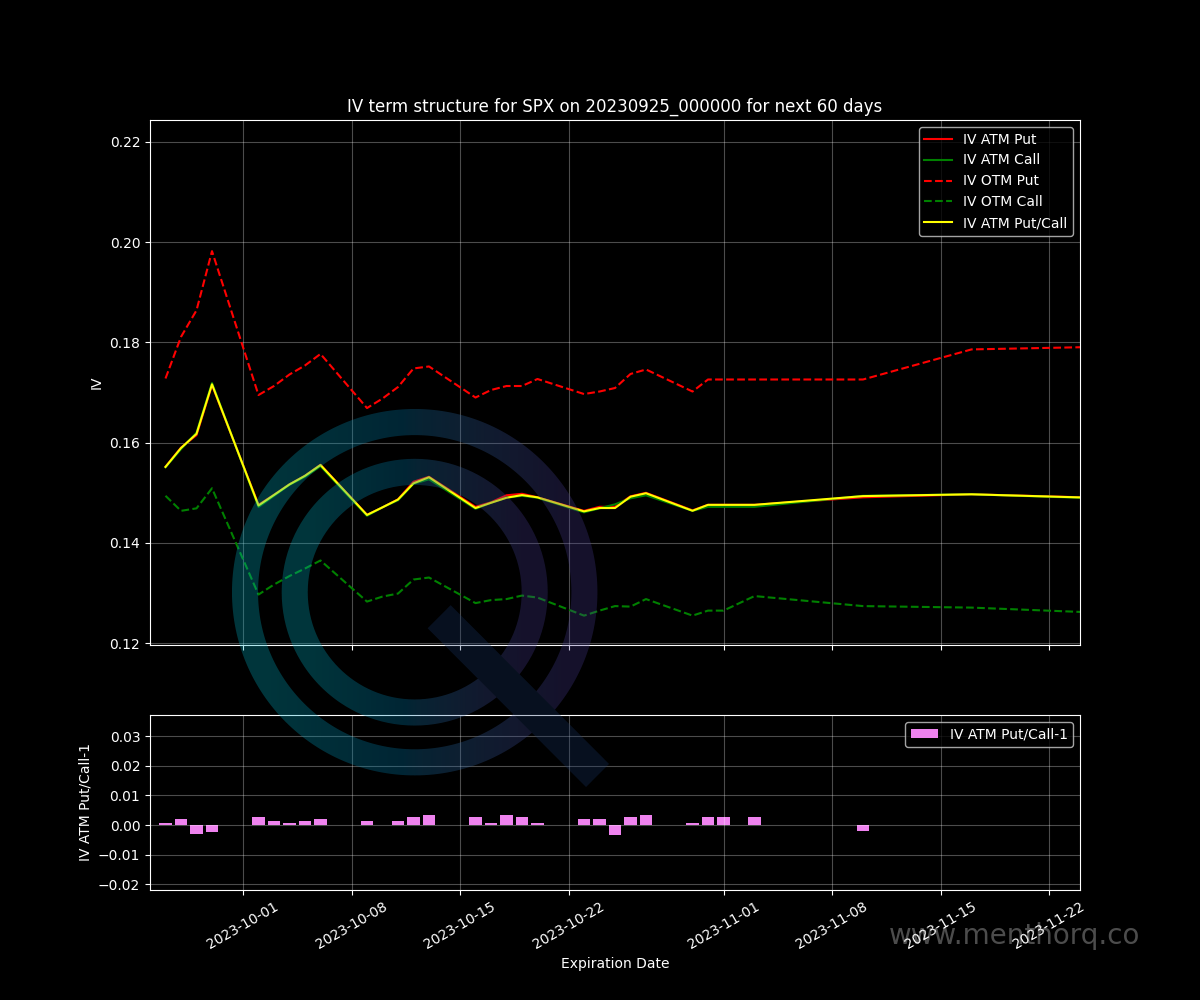 IV term structure for SPX on 20230925_000000 for next 60 days
IV ATM Put
IV ATM Call
IV OTM Put
IV OTM Call
IV ATM Put/Call
0.22
0.20
0.18
0.16
0.14
0.12
IV
IV ATM Put/Call-1
0.03
0.02
0.01
0.00
−0.01
−0.02
IV ATM Put/Call-1
2023-10-01
2023-10-08
2023-10-15
2023-10-22
2023-11-01
2023-11-08
2023-11-15
2023-11-22
www.menthorq.co
Expiration Date